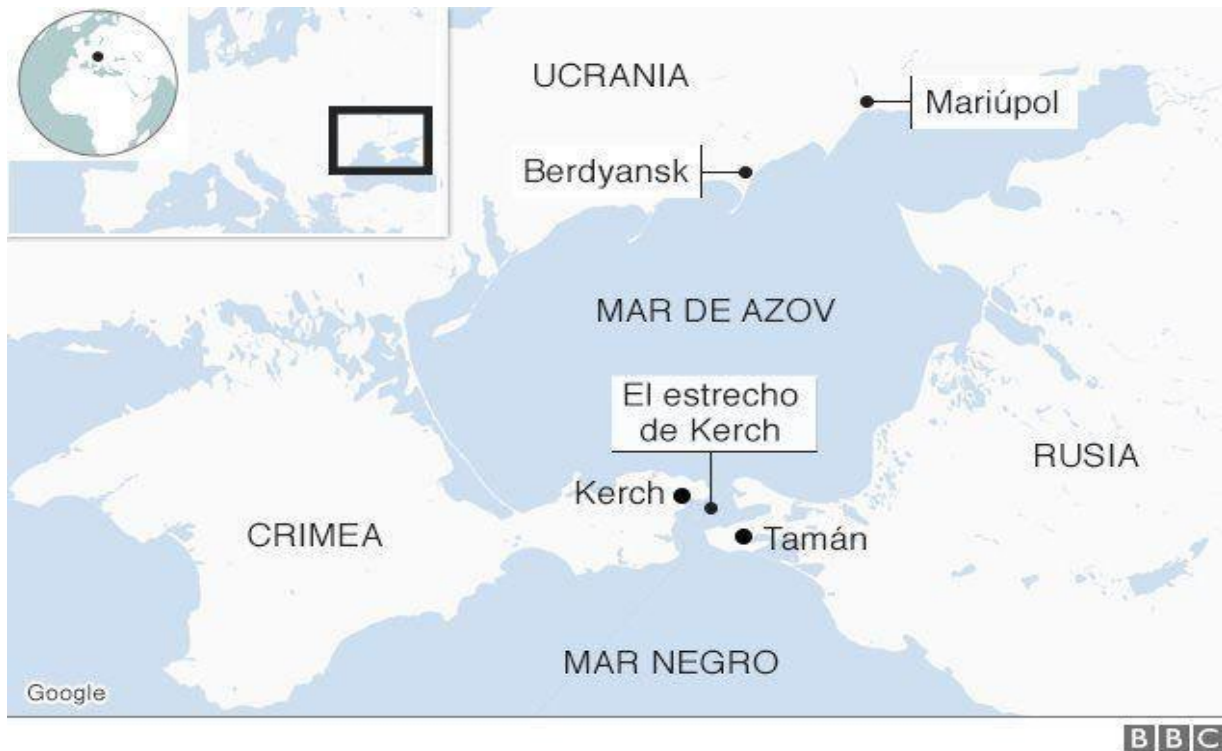 UCRANIA
Mariúpol
Berdyansk
MAR DE AZOV
El estrecho
de Kerch
RUSIA
Kerch
CRIMEA
Tamán
MAR NEGRO
Google
BBC